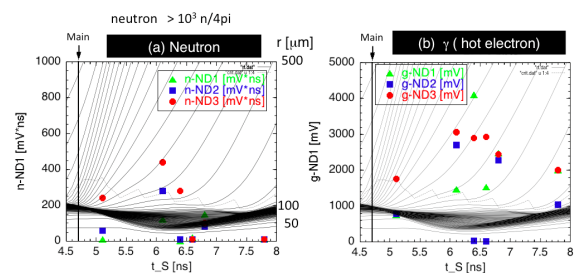 neutron > 10³ n/4pi
Main
(a) Neutron
r [μm]
500
100
50
n-ND1 [mV*ns]
1000
800
600
400
200
0
n-ND1 [mV*ns]
n-ND2 [mV*ns]
n-ND3 [mV*ns]
4.5 5 5.5 6 6.5 7 7.5 8
t_S [ns]
Main
(b) γ ( hot electron)
g-ND1 [mV]
5000
4000
3000
2000
1000
0
g-ND1 [mV]
g-ND2 [mV]
g-ND3 [mV]
4.5 5 5.5 6 6.5 7 7.5 8
t_S [ns]